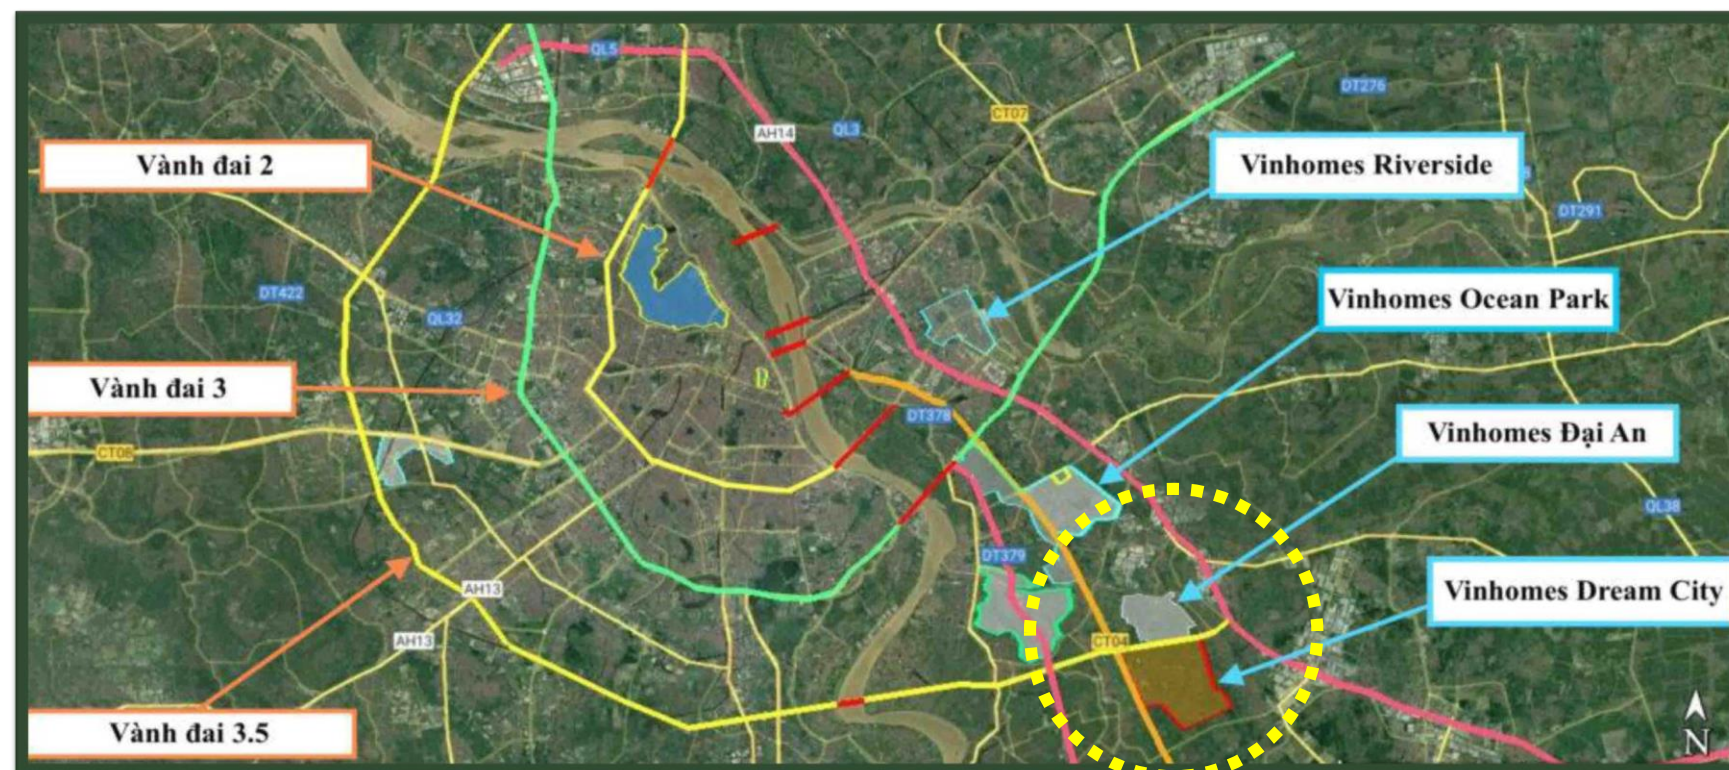 QL5
DT276
CT07
AH14
QL3
Vành đai 2
Vinhomes Riverside
DT291
DT422
QL32
Vinhomes Ocean Park
Vành đai 3
DT378
Vinhomes Đại An
CT08
QL38
DT379
Vinhomes Dream City
AH13
AH13
CT04
Vành đai 3.5
N